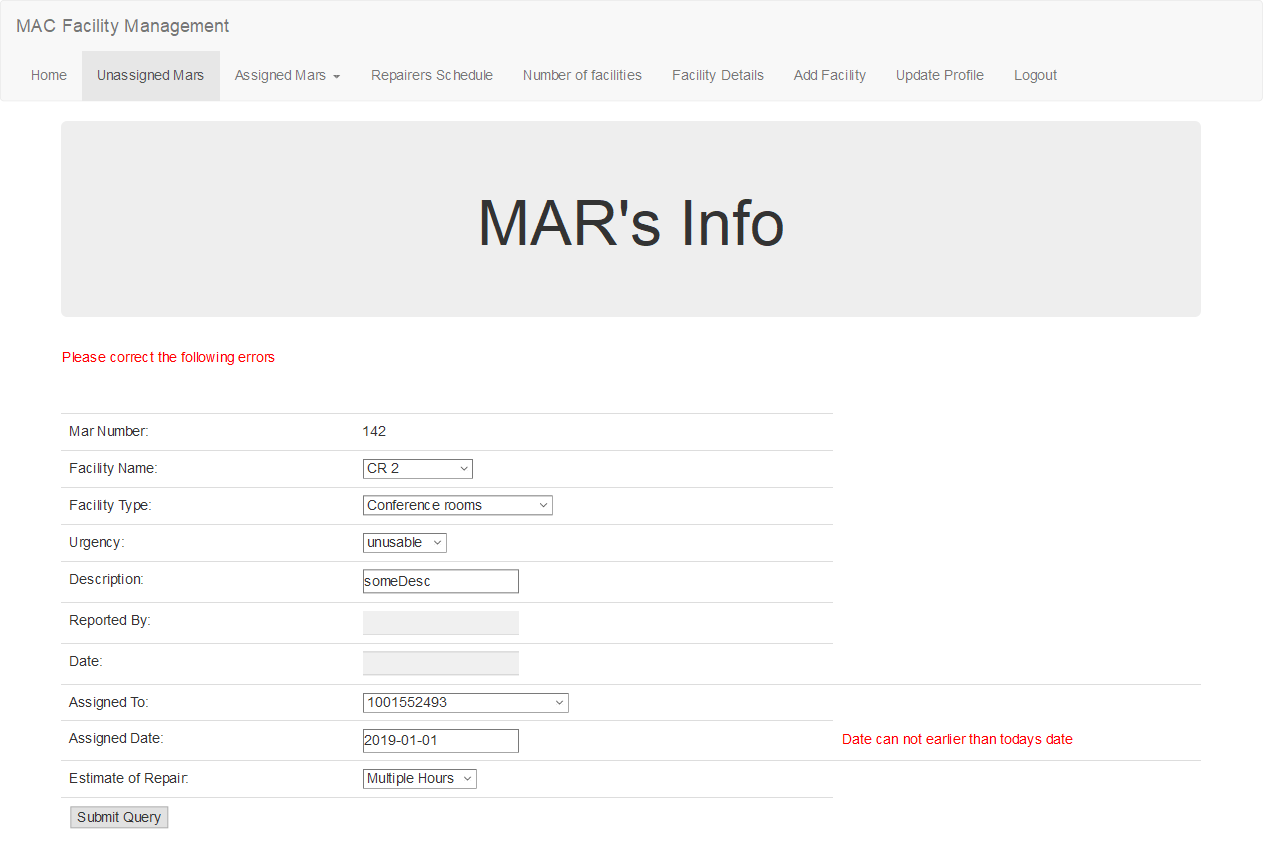 MAC Facility Management
Home Unassigned Mars Assigned Mars Repairers Schedule Number of facilities Facility Details Add Facility Update Profile Logout
MAR's Info
Please correct the following errors
Mar Number: 142
Facility Name: CR 2
Facility Type: Conference rooms
Urgency: unusable
Description: someDesc
Reported By:
Date:
Assigned To: 1001552493
Assigned Date: 2019-01-01 Date can not earlier than todays date
Estimate of Repair: Multiple Hours
Submit Query